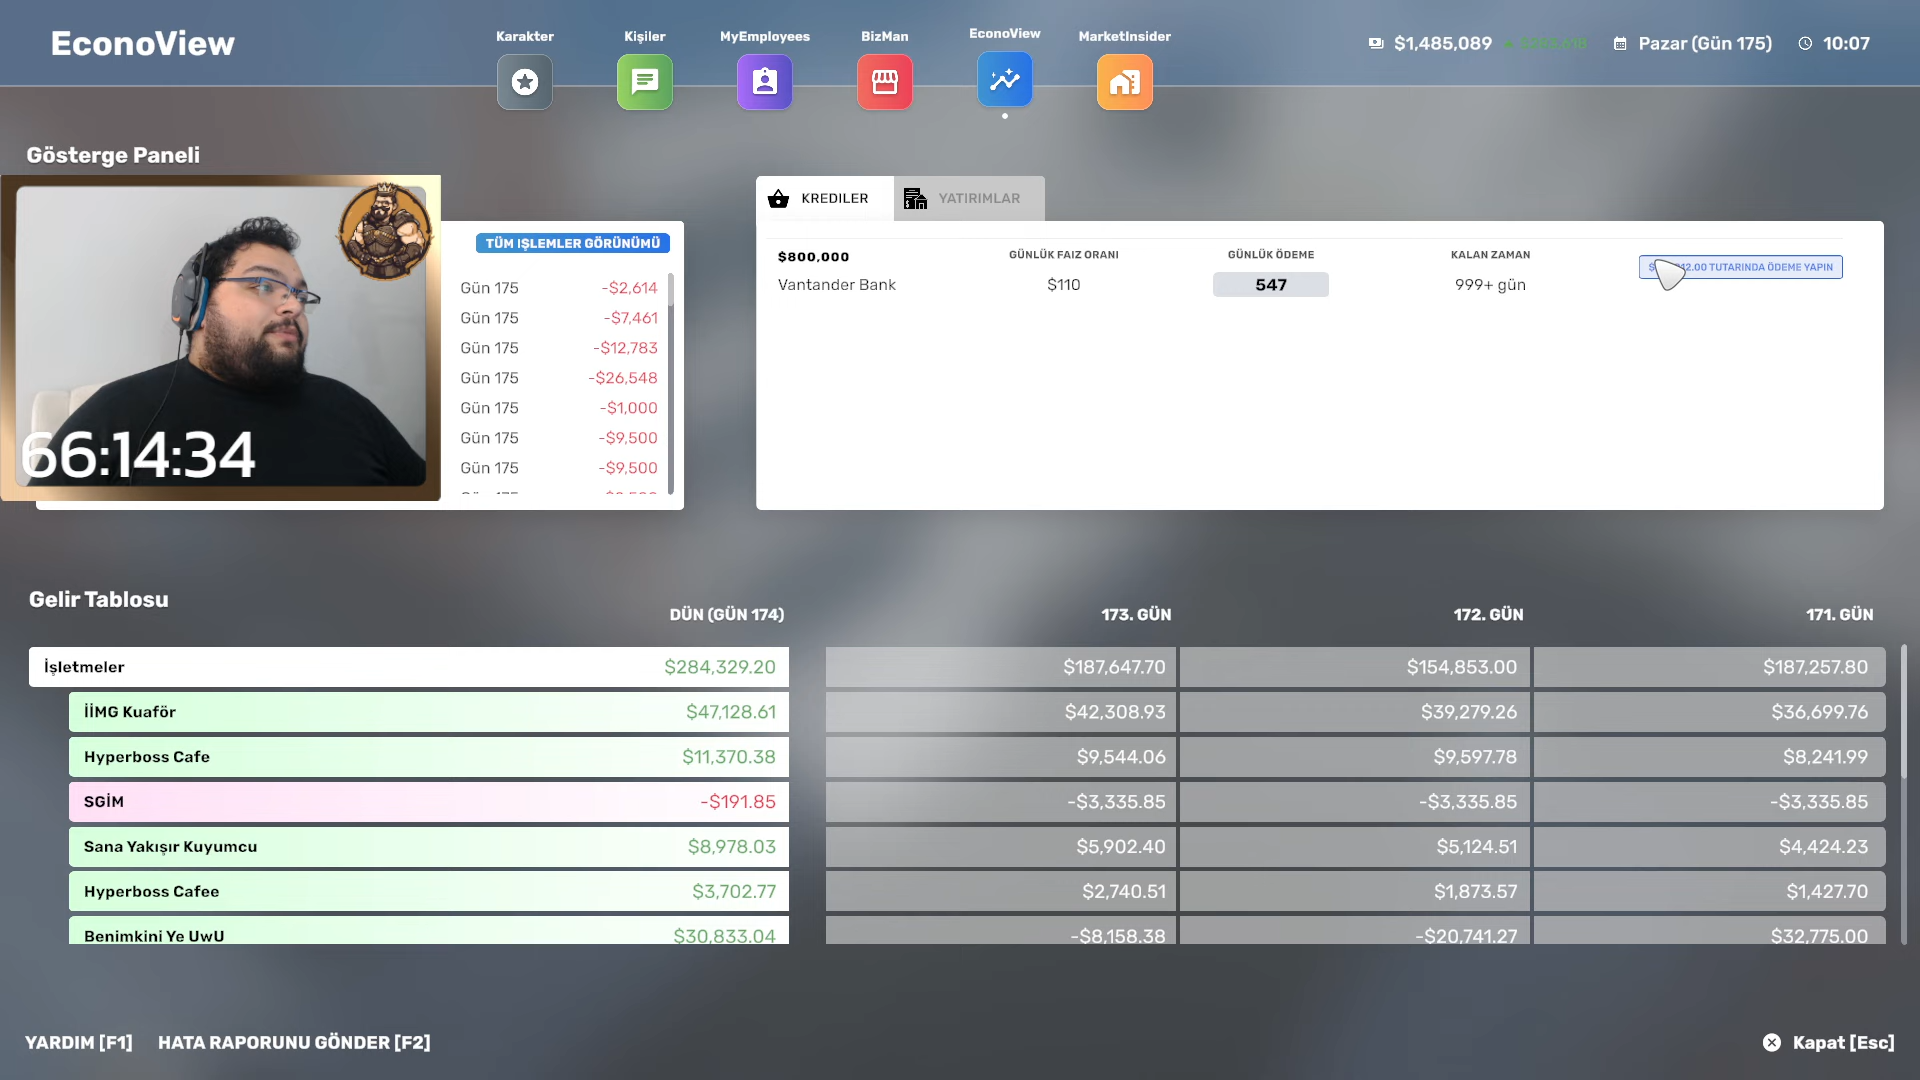 EconoView
Karakter
Kişiler
MyEmployees
BizMan
EconoView
MarketInsider
$1,485,089
Pazar (Gün 175)
10:07
Gösterge Paneli
66:14:34
TÜM IŞLEMLER GÖRÜNÜMÜ
Gün 175 -$2,614
Gün 175 -$7,461
Gün 175 -$12,783
Gün 175 -$26,548
Gün 175 -$1,000
Gün 175 -$9,500
Gün 175 -$9,500
KREDILER
YATIRIMLAR
$800,000 GÜNLÜK FAIZ ORANI GÜNLÜK ÖDEME KALAN ZAMAN
TUTARINDA ÖDEME YAPIN
Vantander Bank $110 547 999+ gün
Gelir Tablosu
DÜN (GÜN 174) 173. GÜN 172. GÜN 171. GÜN
İşletmeler $284,329.20 $187,647.70 $154,853.00 $187,257.80
İİMG Kuaför $47,128.61 $42,308.93 $39,279.26 $36,699.76
Hyperboss Cafe $11,370.38 $9,544.06 $9,597.78 $8,241.99
SGİM -$191.85 -$3,335.85 -$3,335.85 -$3,335.85
Sana Yakışır Kuyumcu $8,978.03 $5,902.40 $5,124.51 $4,424.23
Hyperboss Cafee $3,702.77 $2,740.51 $1,873.57 $1,427.70
Benimkini Ye UwU $30,833.04 -$8,158.38 -$20,741.27 $32,775.00
YARDIM [F1] HATA RAPORUNU GÖNDER [F2]
Kapat [Esc]